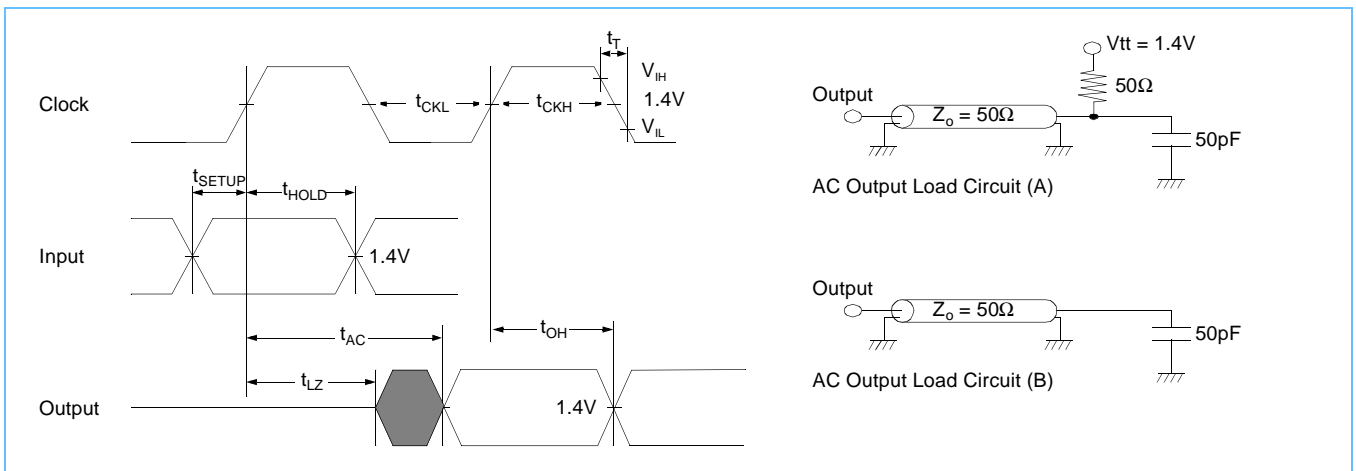 tT
VIH
Clock
tCKL
tCKH
1.4V
VIL
tSETUP
tHOLD
Input
1.4V
tAC
tOH
tLZ
Output
1.4V
Vtt = 1.4V
50Ω
Output
Zo = 50Ω
50pF
AC Output Load Circuit (A)
Output
Zo = 50Ω
50pF
AC Output Load Circuit (B)